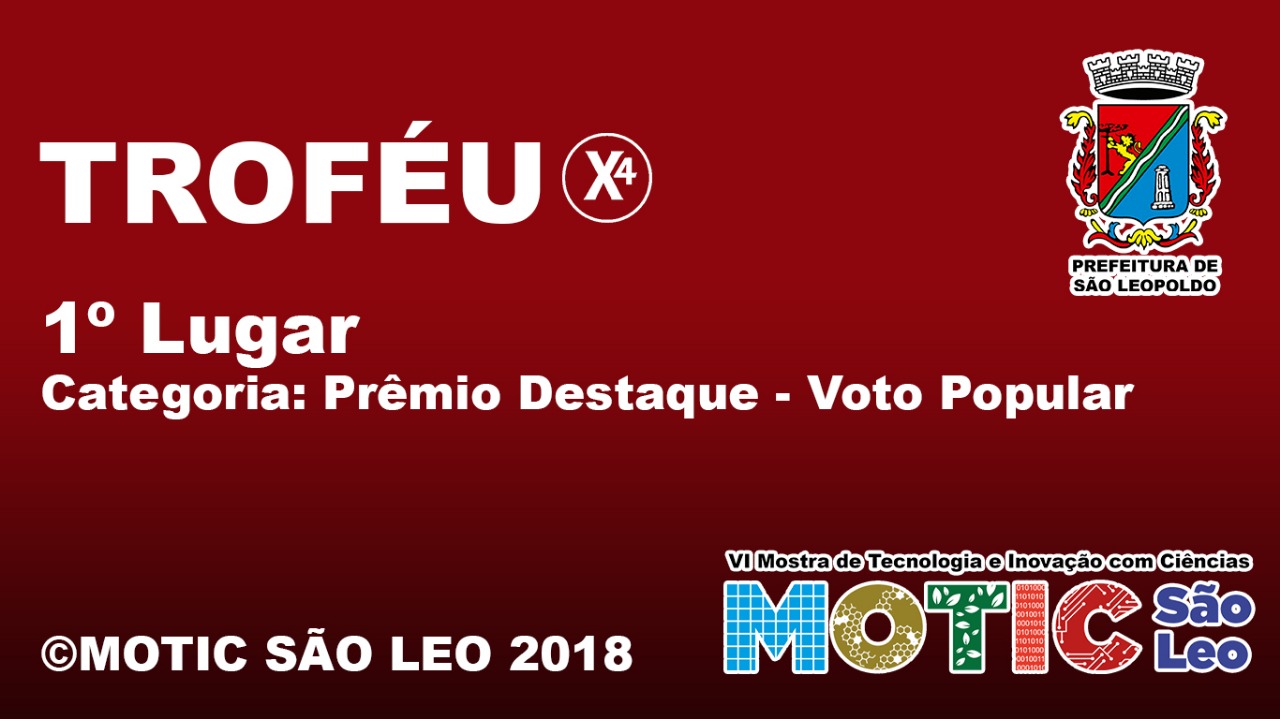 TROFÉU X4
PREFEITURA DE
SÃO LEOPOLDO
1º Lugar
Categoria: Prêmio Destaque - Voto Popular
VI Mostra de Tecnologia e Inovação com Ciências
MOTIC São
Leo
©MOTIC SÃO LEO 2018